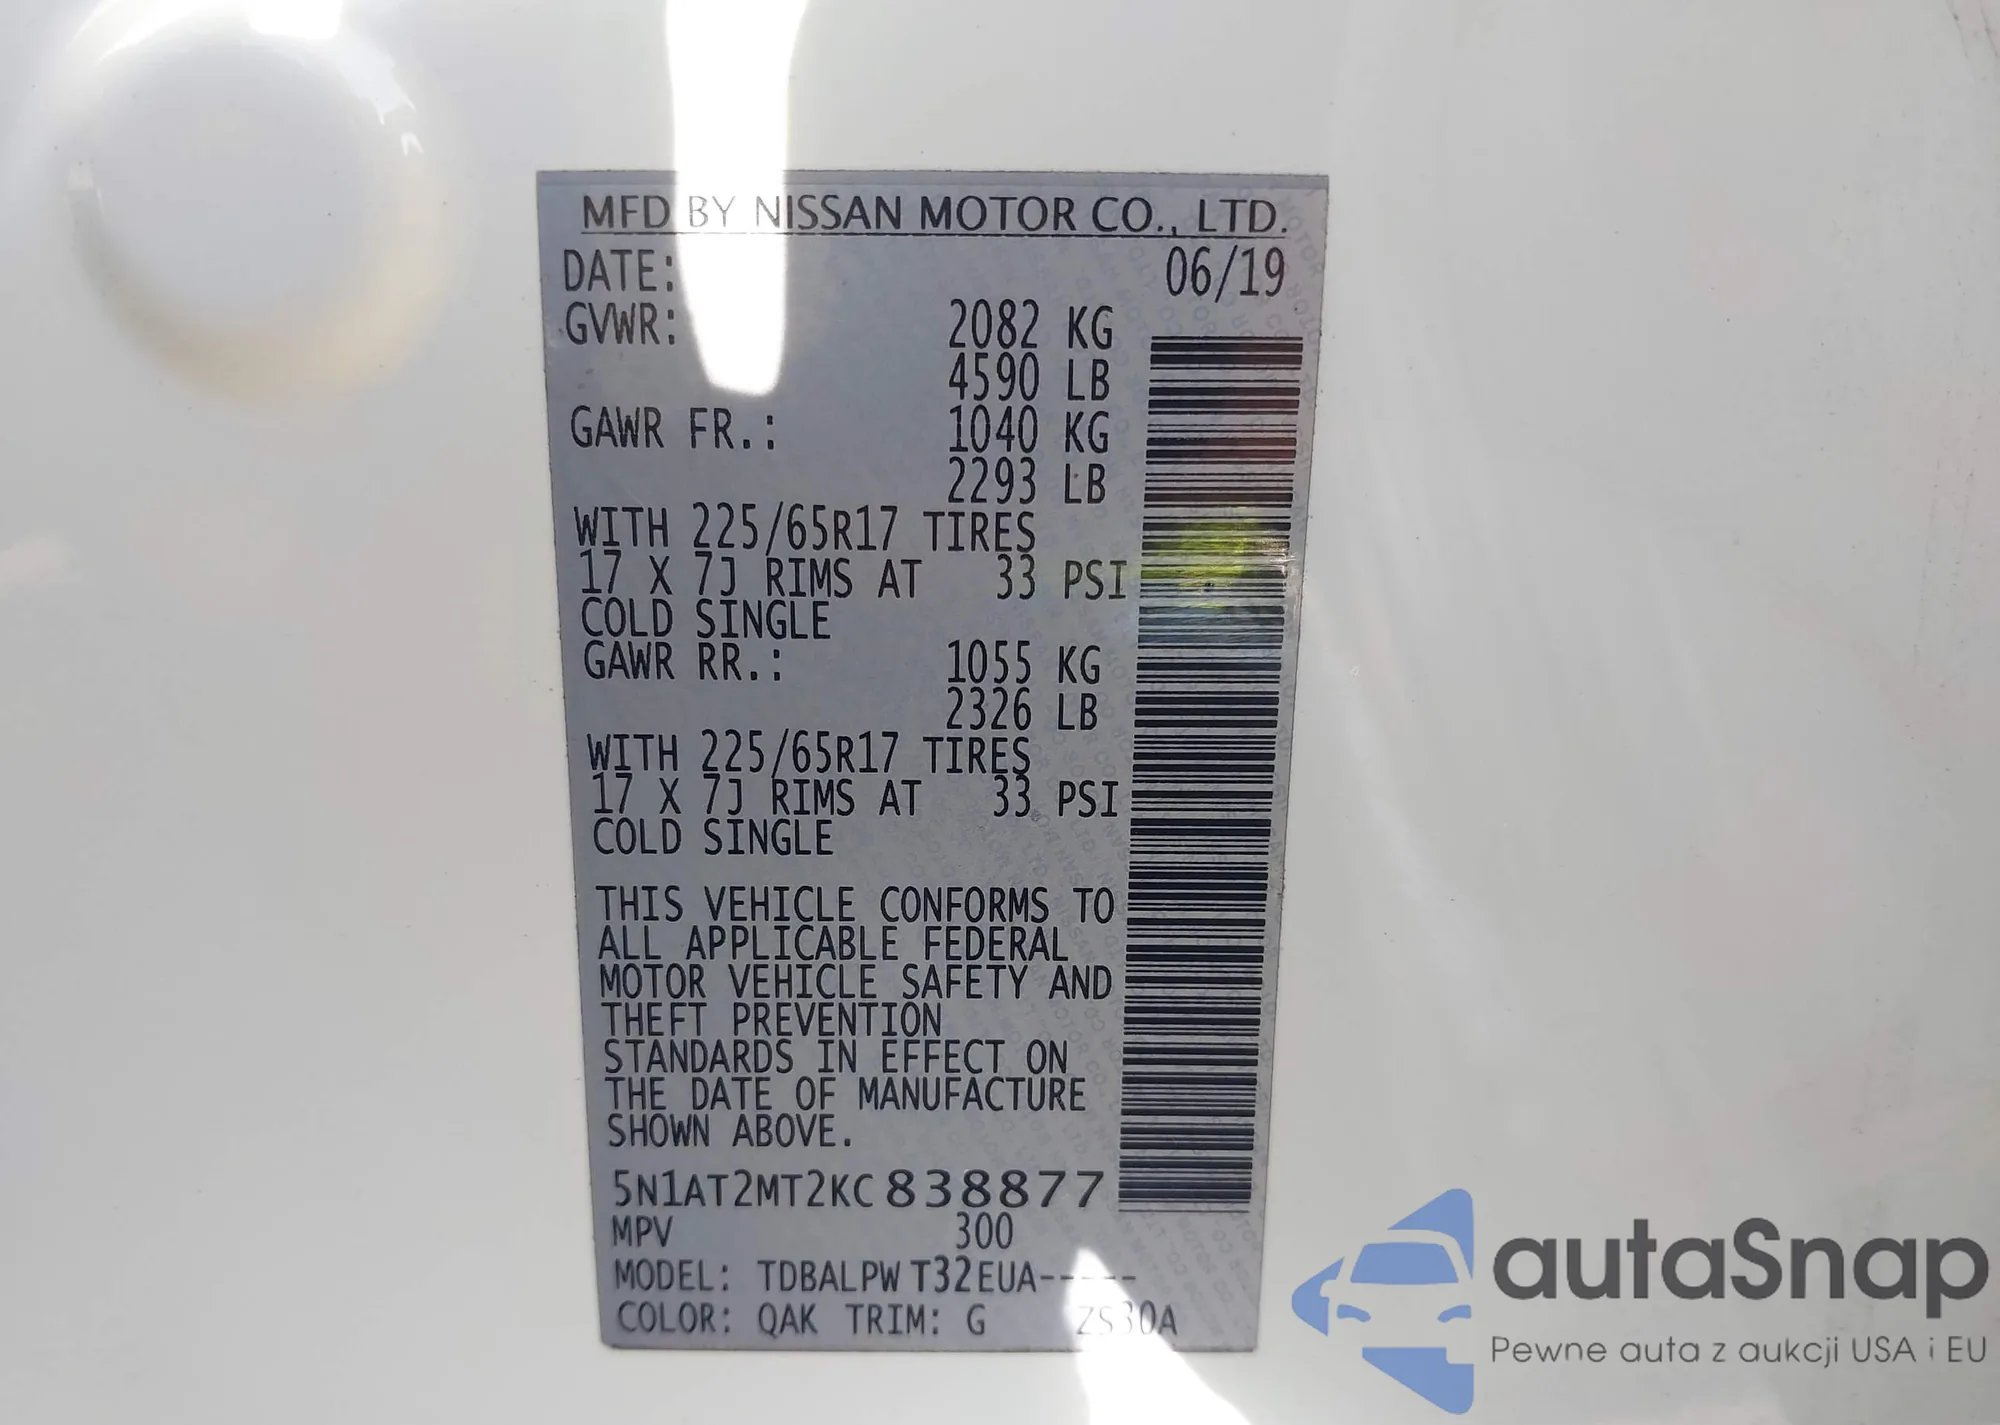 MFD BY NISSAN MOTOR CO., LTD.
DATE: 06/19
GVWR: 2082 KG
4590 LB
GAWR FR.: 1040 KG
2293 LB
WITH 225/65R17 TIRES
17 X 7J RIMS AT 33 PSI
COLD SINGLE
GAWR RR.: 1055 KG
2326 LB
WITH 225/65R17 TIRES
17 X 7J RIMS AT 33 PSI
COLD SINGLE
THIS VEHICLE CONFORMS TO
ALL APPLICABLE FEDERAL
MOTOR VEHICLE SAFETY AND
THEFT PREVENTION
STANDARDS IN EFFECT ON
THE DATE OF MANUFACTURE
SHOWN ABOVE.
5N1AT2MT2KC838877
MPV 300
MODEL: TDBALPW T32EUA-----
COLOR: QAK TRIM: G ZS30A
autaSnap
Pewne auta z aukcji USA i EU